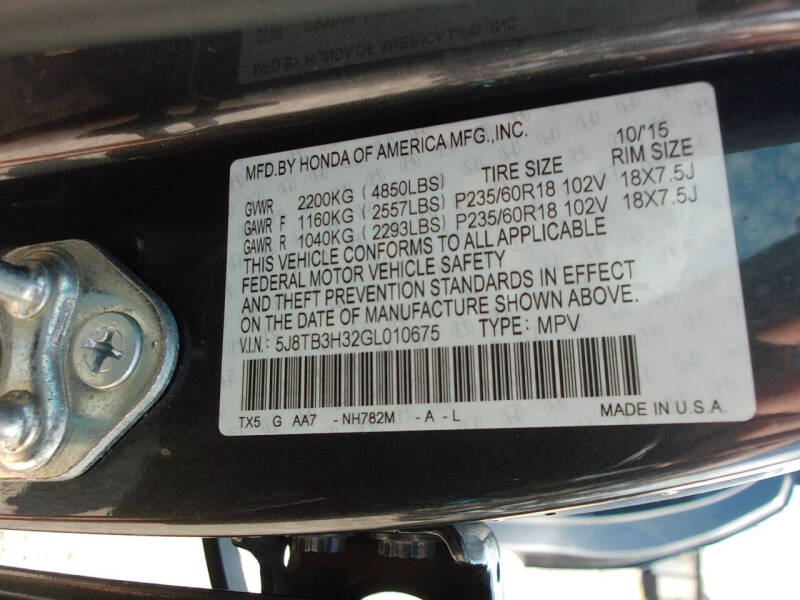 MFD.BY HONDA OF AMERICA MFG.,INC. 10/15
TIRE SIZE RIM SIZE
GVWR 2200KG (4850LBS)
GAWR F 1160KG (2557LBS) P235/60R18 102V 18X7.5J
GAWR R 1040KG (2293LBS) P235/60R18 102V 18X7.5J
THIS VEHICLE CONFORMS TO ALL APPLICABLE
FEDERAL MOTOR VEHICLE SAFETY
AND THEFT PREVENTION STANDARDS IN EFFECT
ON THE DATE OF MANUFACTURE SHOWN ABOVE.
V.I.N: 5J8TB3H32GL010675 TYPE: MPV
TX5 G AA7 -NH782M -A-L MADE IN U.S.A.